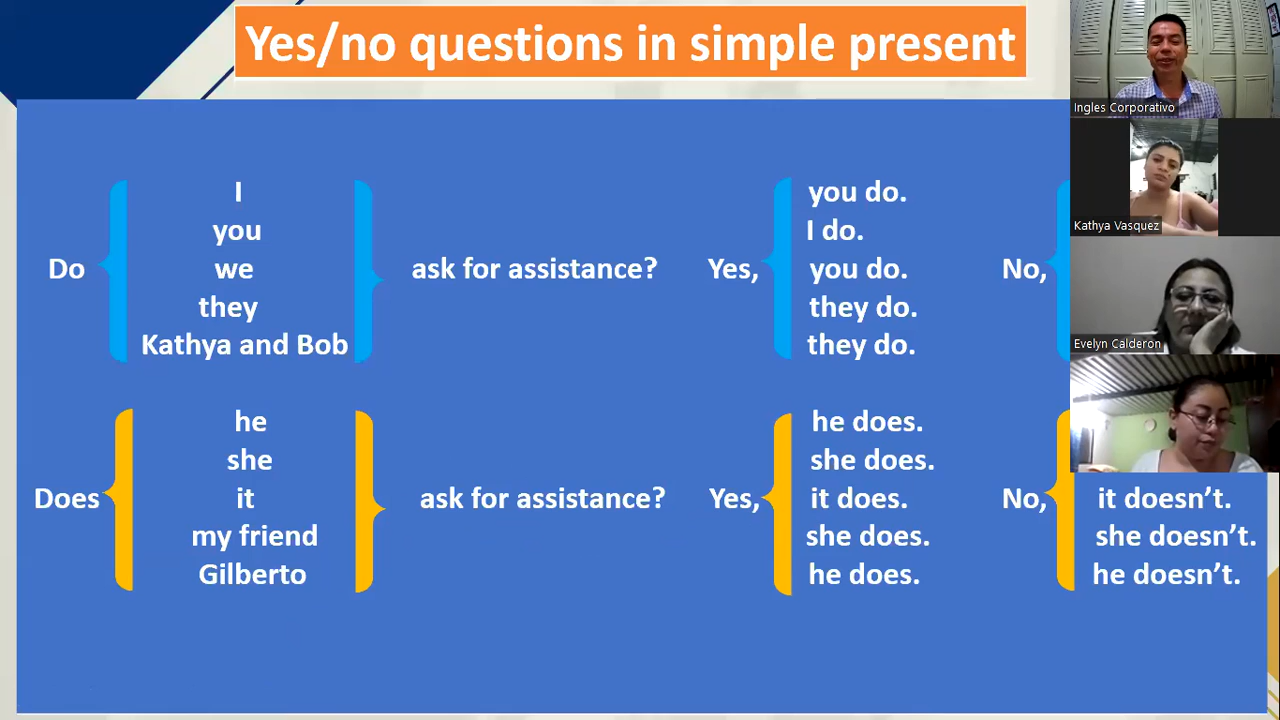 Yes/no questions in simple present
Ingles Corporativo
Kathya Vasquez
Evelyn Calderon
I
you
Do we ask for assistance?
they
Kathya and Bob
you do.
I do.
Yes, you do.
they do.
they do.
No,
he
she
Does it ask for assistance?
my friend
Gilberto
he does.
she does.
Yes, it does.
she does.
he does.
No, it doesn't.
she doesn't.
he doesn't.